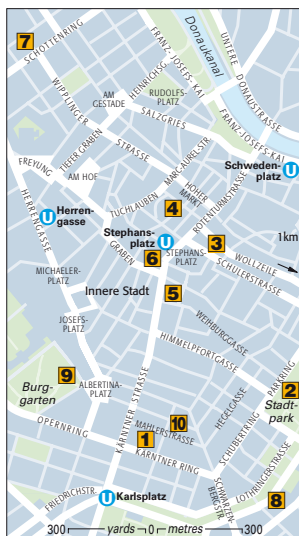 7
SCHOTTENRING
Donaukanal
FRANZ-JOSEFS-KAI
UNTERE DONAUSTRASSE
HEINRICHSG.
AM
GESTADE
RUDOLFS-
PLATZ
SALZGRIES
WIPPLINGER
STRASSE
TIEFER GRABEN
FREYUNG
AM HOF
MARC-AUREL-STR.
FRANZ-JOSEFS-KAI
Schweden-
platz
U
HERRENGASSE
TUCHLAUBEN
HOHER
MARKT
4
ROTENTURMSTRASSE
U
Herren-
gasse
Stephans-
platz
U
3
1km
GRABEN
6
STEPHANS-
PLATZ
WOLLZEILE
SCHULERSTRASSE
MICHAELER-
PLATZ
Innere Stadt
5
JOSEFS-
PLATZ
WEIHBURGGASSE
HIMMELPFORTGASSE
9
ALBERTINA-
PLATZ
Burg-
garten
KÄRNTNER STRASSE
PARKRING
2
Stadt-
park
HEGELGASSE
OPERNRING
10
MAHLERSTRASSE
1
KÄRNTNER RING
SCHUBERTRING
SCHWARZEN-
BERGSTR.
LOTHRINGERSTRASSE
8
FRIEDRICHSTR.
U
Karlsplatz
300 yards 0 metres 300